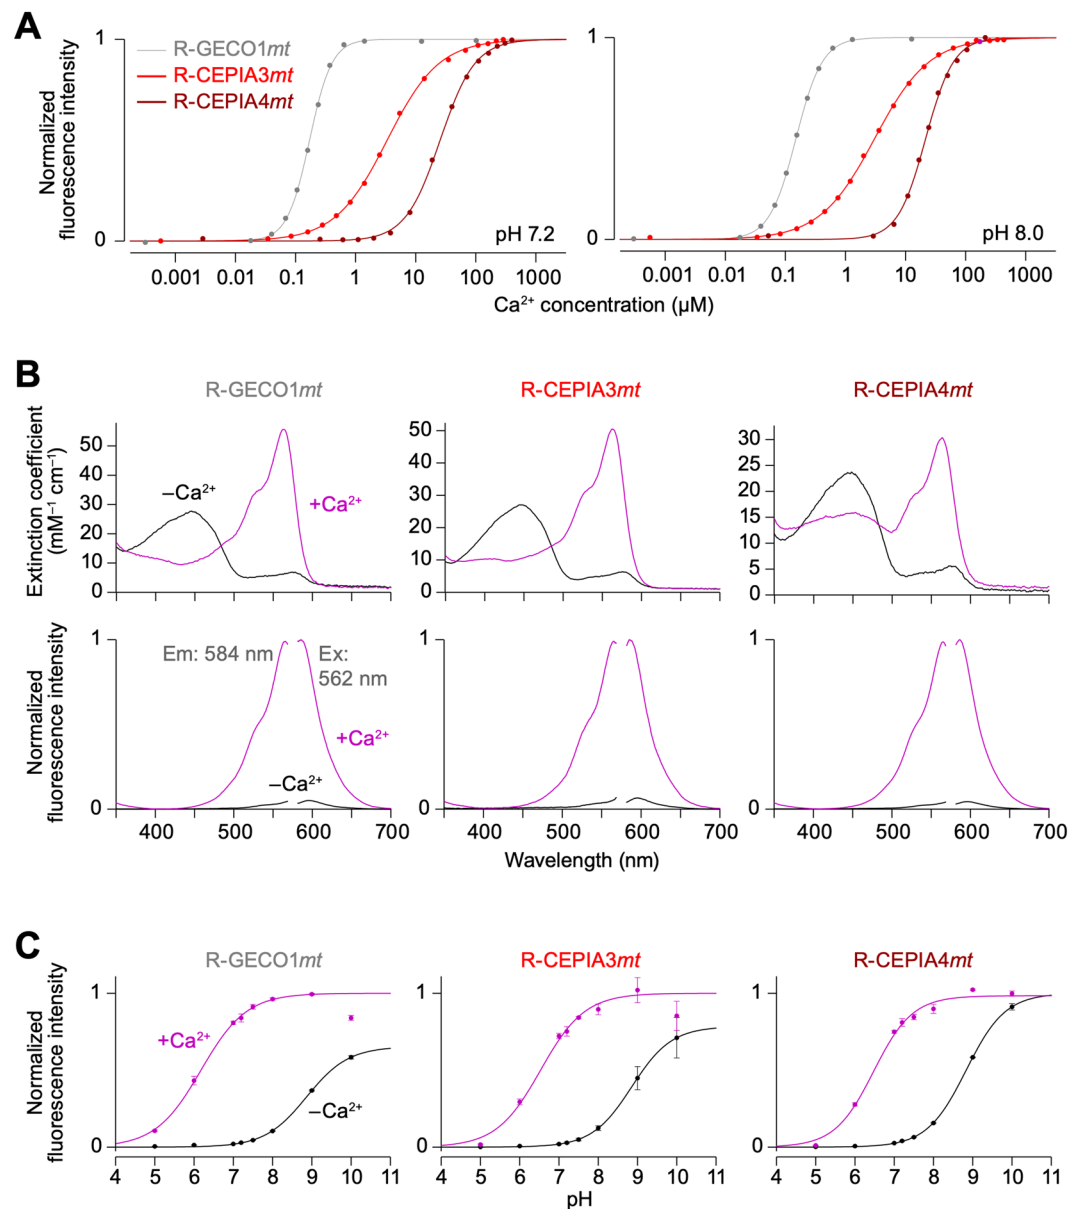 A
Normalized
fluorescence intensity
1
0
R-GECO1mt
R-CEPIA3mt
R-CEPIA4mt
pH 7.2
0.001 0.01 0.1 1 10 100 1000
1
0
pH 8.0
0.001 0.01 0.1 1 10 100 1000
Ca²⁺ concentration (µM)
B
R-GECO1mt
R-CEPIA3mt
R-CEPIA4mt
Extinction coefficient
(mM⁻¹ cm⁻¹)
50
40
30
20
10
0
–Ca²⁺
+Ca²⁺
50
40
30
20
10
0
30
25
20
15
10
5
0
Normalized
fluorescence intensity
1
0
Em: 584 nm
Ex:
562 nm
+Ca²⁺
–Ca²⁺
400 500 600 700
1
0
400 500 600 700
1
0
400 500 600 700
Wavelength (nm)
C
R-GECO1mt
R-CEPIA3mt
R-CEPIA4mt
Normalized
fluorescence intensity
1
0
+Ca²⁺
–Ca²⁺
4 5 6 7 8 9 10 11
1
0
4 5 6 7 8 9 10 11
1
0
4 5 6 7 8 9 10 11
pH